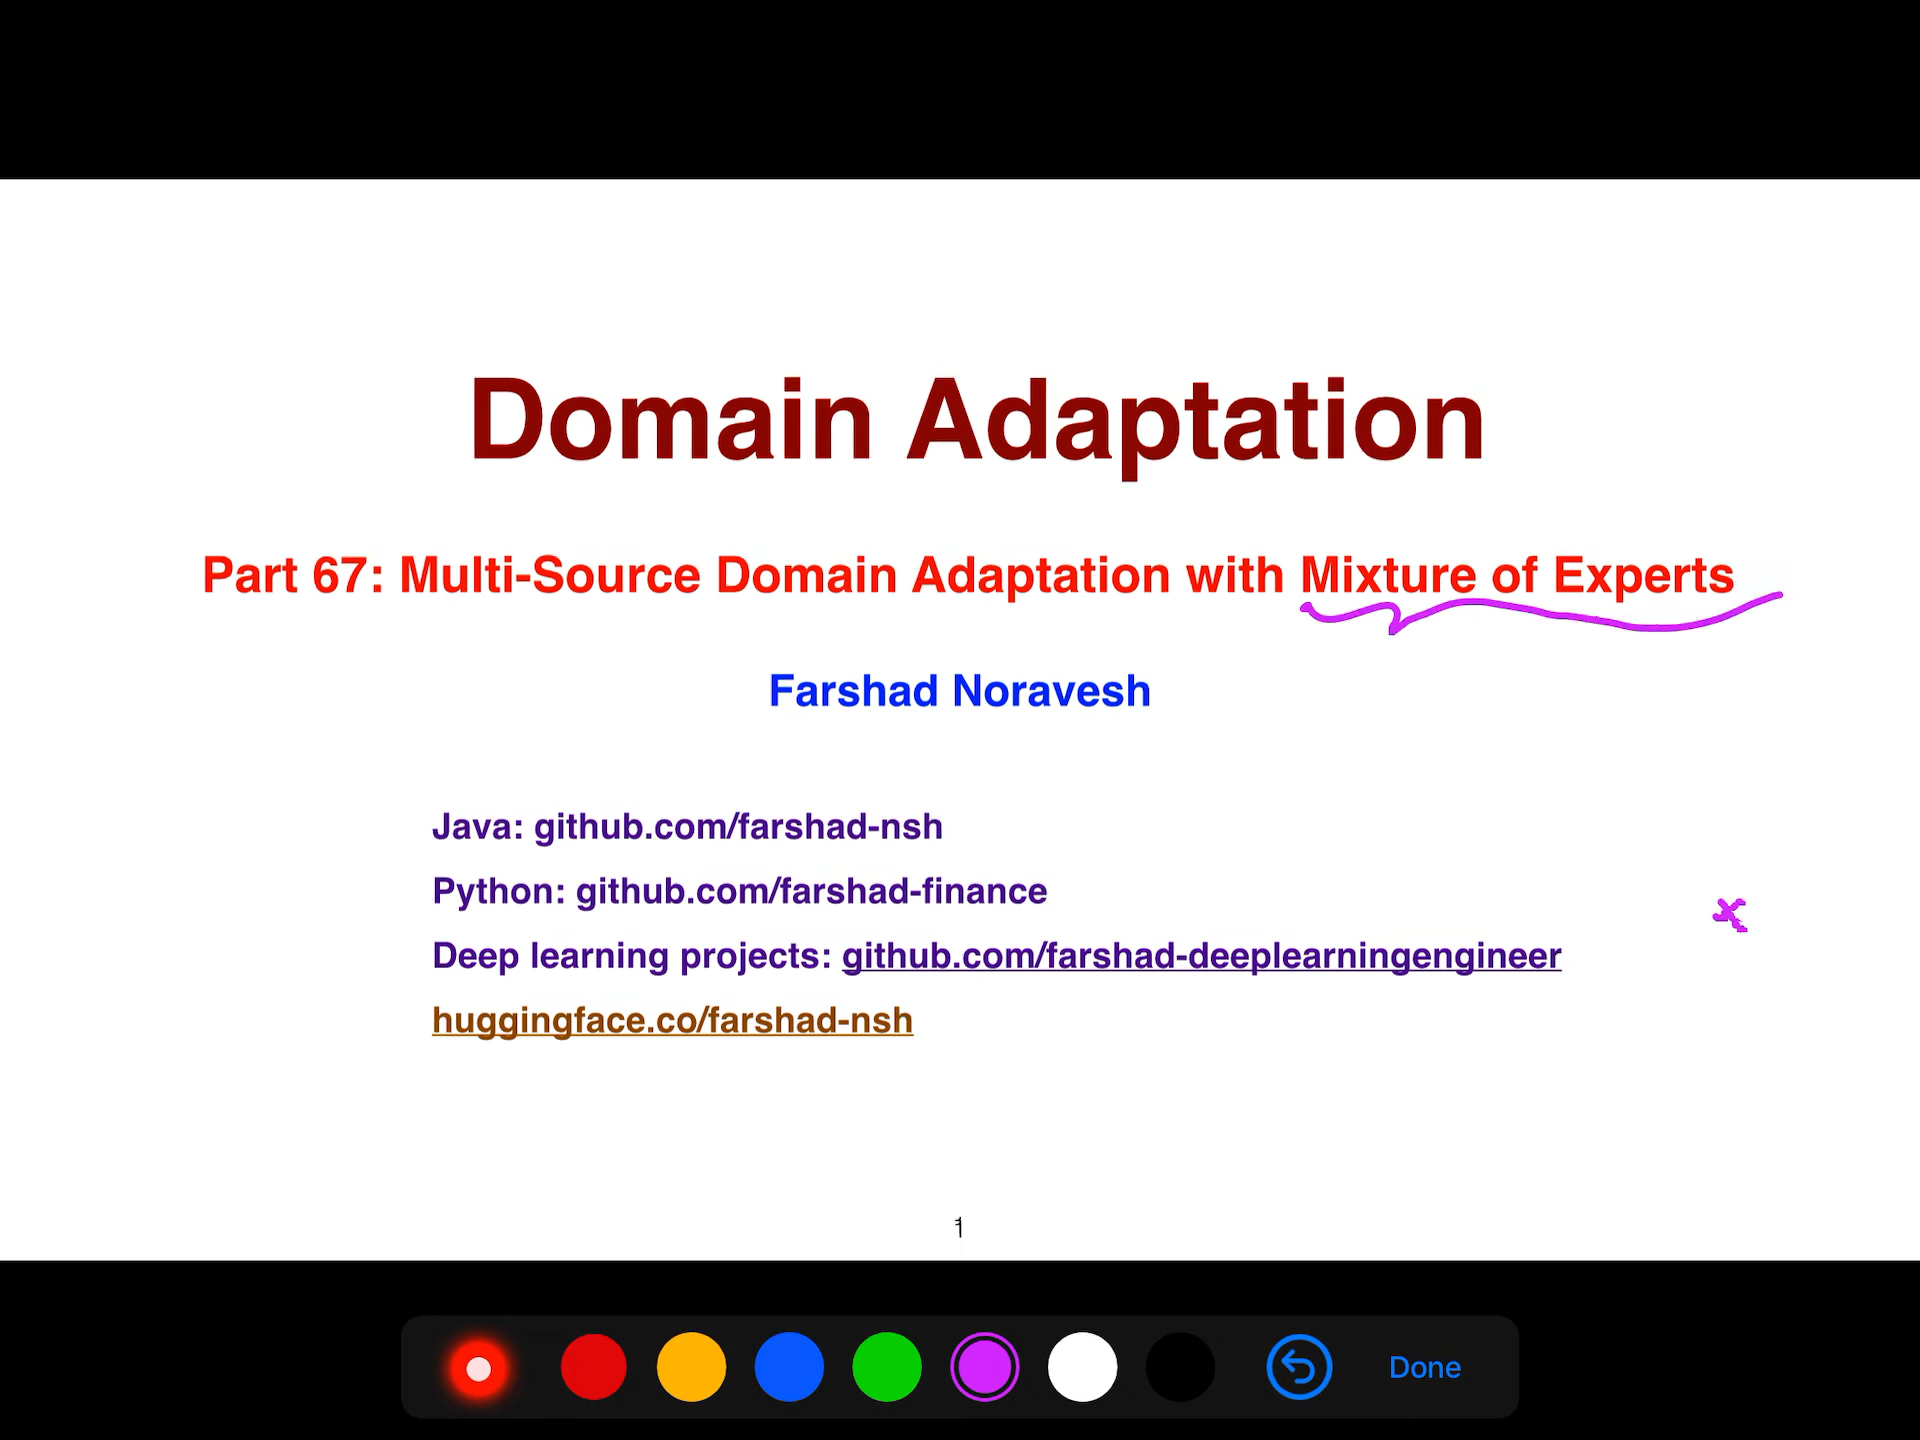 Domain Adaptation
Part 67: Multi-Source Domain Adaptation with Mixture of Experts
Farshad Noravesh
Java: github.com/farshad-nsh
Python: github.com/farshad-finance
Deep learning projects: github.com/farshad-deeplearningengineer
huggingface.co/farshad-nsh
1
Done